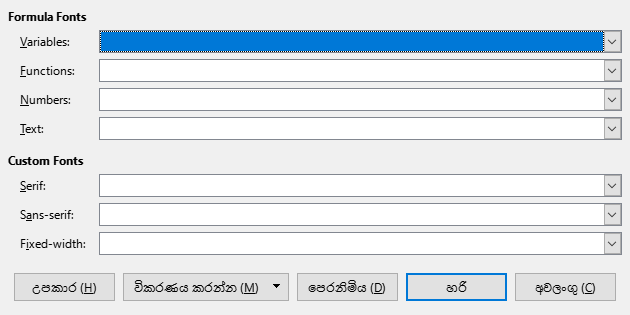 Formula Fonts
Variables:
Functions:
Numbers:
Text:
Custom Fonts
Serif:
Sans-serif:
Fixed-width:
උපකාර (H) විකරණය කරන්න (M) පෙරනිමිය (D) හරි අවලංගු (C)